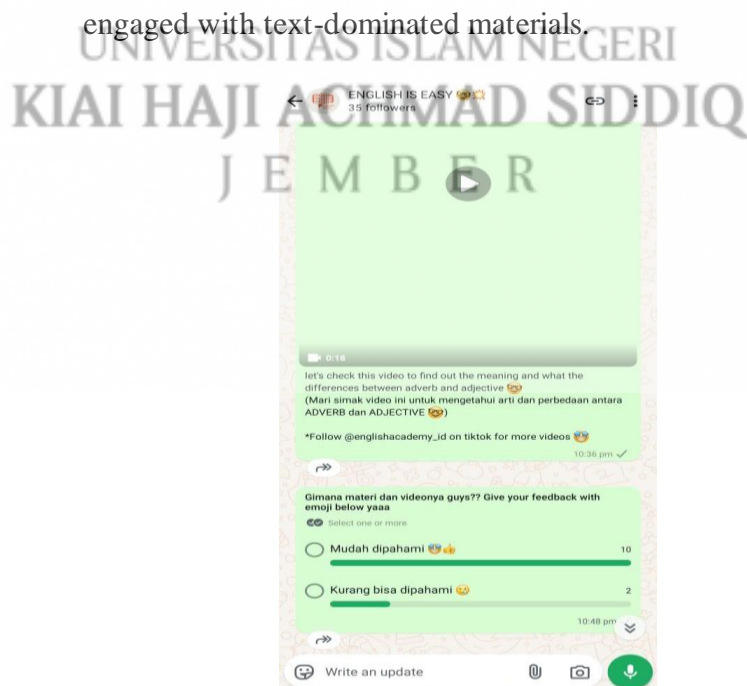 engaged with text-dominated materials.
UNIVERSITAS ISLAM NEGERI
KIAI HAJI ACHMAD SIDDIQ
JEMBER
ENGLISH IS EASY 🤓💥
35 followers
0:18
let's check this video to find out the meaning and what the
differences between adverb and adjective 🤓
(Mari simak video ini untuk mengetahui arti dan perbedaan antara
ADVERB dan ADJECTIVE 🤓)
*Follow @englishacademy_id on tiktok for more videos 🤩
10:36 pm
Gimana materi dan videonya guys?? Give your feedback with
emoji below yaaa
Select one or more
Mudah dipahami 🤩👍 10
Kurang bisa dipahami 🥲 2
10:48 pm
Write an update